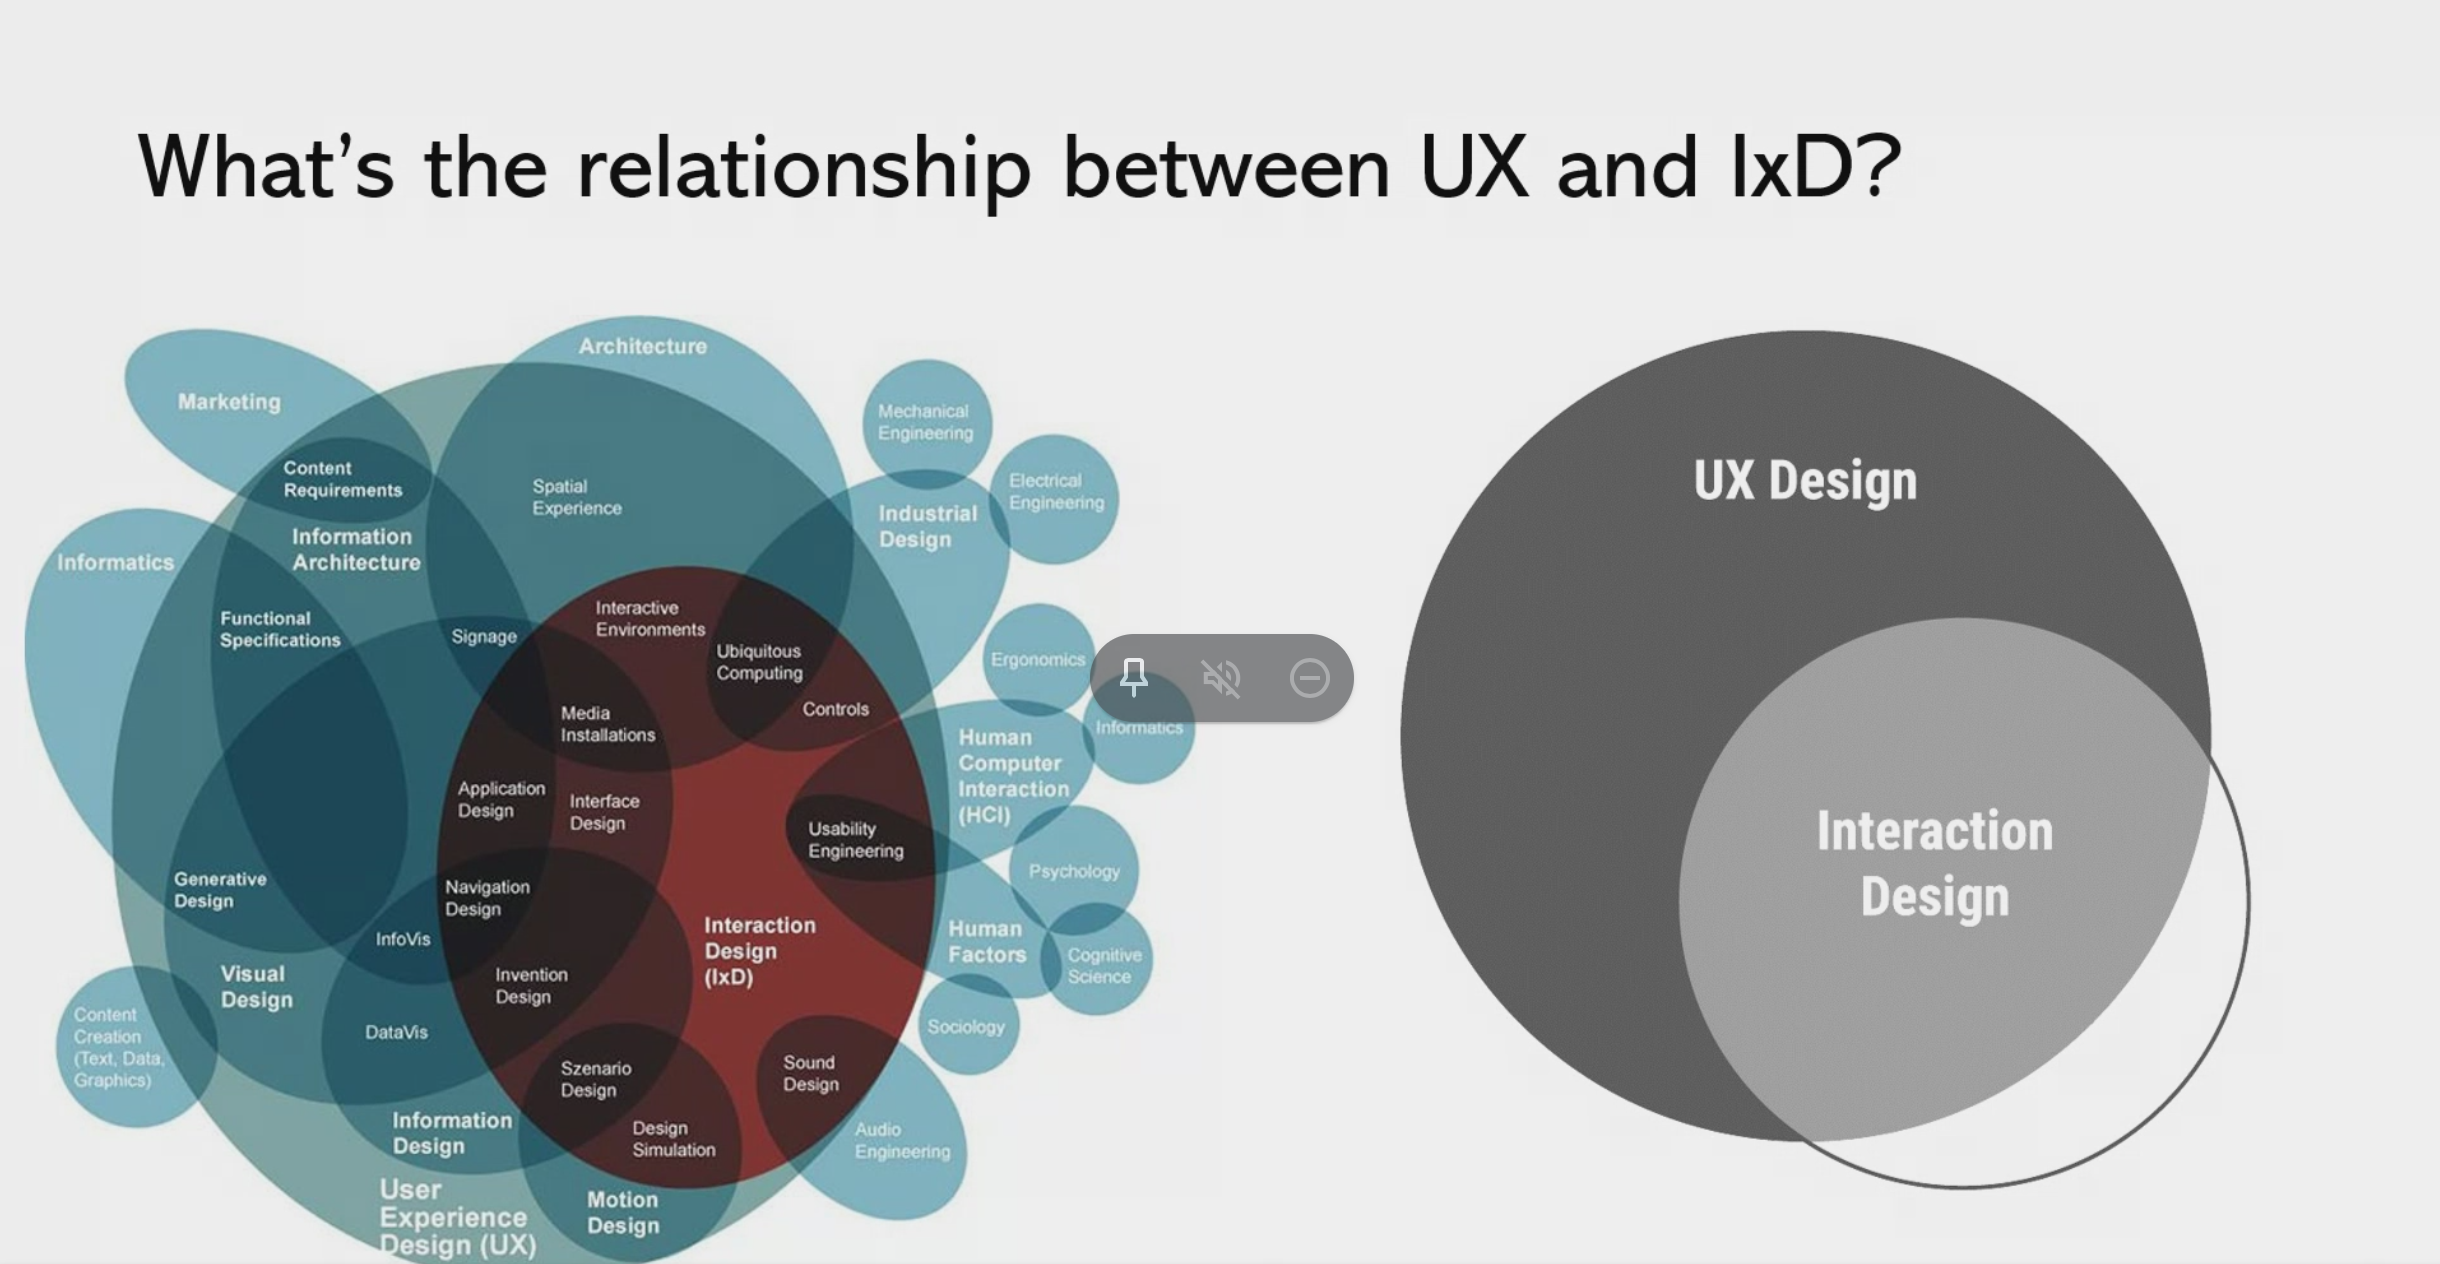 What's the relationship between UX and IxD?
Architecture
Marketing
Mechanical
Engineering
Content
Requirements
Spatial
Experience
Electrical
Engineering
Industrial
Design
Information
Architecture
Informatics
Functional
Specifications
Signage
Interactive
Environments
Ubiquitous
Computing
Ergonomics
Controls
Media
Installations
Informatics
Human
Computer
Interaction
(HCI)
Application
Design
Interface
Design
Usability
Engineering
Psychology
Generative
Design
Navigation
Design
InfoVis
Interaction
Design
(IxD)
Human
Factors
Cognitive
Science
Visual
Design
Invention
Design
Content
Creation
(Text, Data,
Graphics)
DataVis
Sociology
Szenario
Design
Sound
Design
Information
Design
Design
Simulation
Audio
Engineering
User
Experience
Design (UX)
Motion
Design
UX Design
Interaction
Design